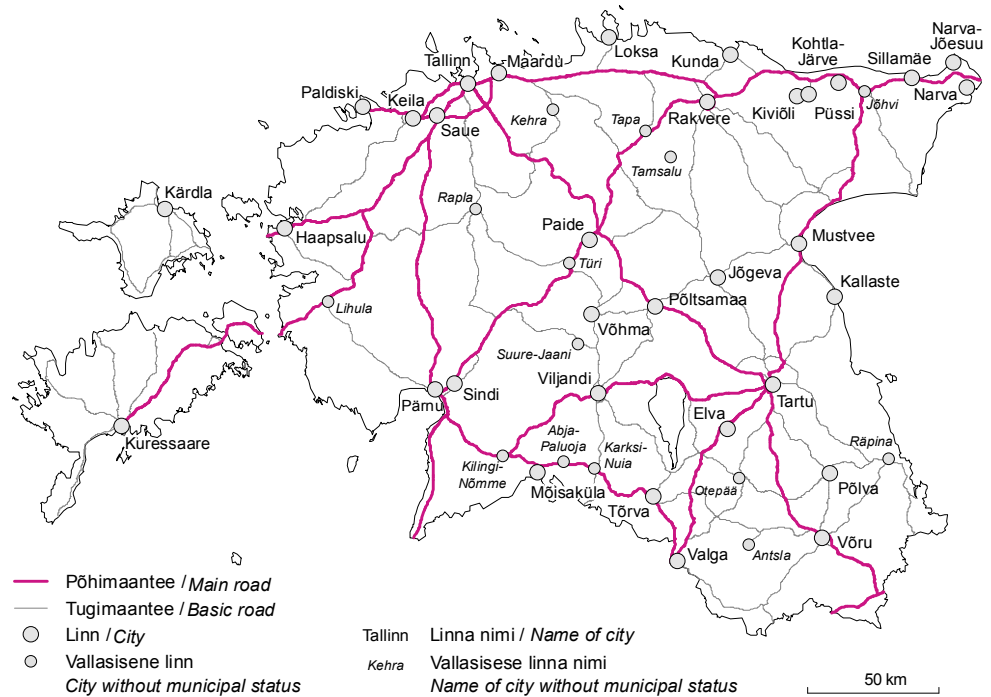 Loksa
Kunda
Kohtla-
Järve
Narva-
Jõesuu
Sillamäe
Tallinn
Maardu
Paldiski
Keila
Saue
Kehra
Tapa
Rakvere
Kiviõli
Püssi
Jõhvi
Narva
Tamsalu
Kärdla
Rapla
Haapsalu
Paide
Mustvee
Türi
Jõgeva
Kallaste
Lihula
Põltsamaa
Võhma
Suure-Jaani
Viljandi
Pärnu
Sindi
Tartu
Elva
Kuressaare
Abja-
Paluoja
Karksi-
Nuia
Räpina
Kilingi-
Nõmme
Mõisaküla
Otepää
Põlva
Tõrva
Antsla
Võru
Valga
Põhimaantee / Main road
Tugimaantee / Basic road
Linn / City
Vallasisene linn
City without municipal status
Tallinn Linna nimi / Name of city
Kehra Vallasisese linna nimi
Name of city without municipal status
50 km